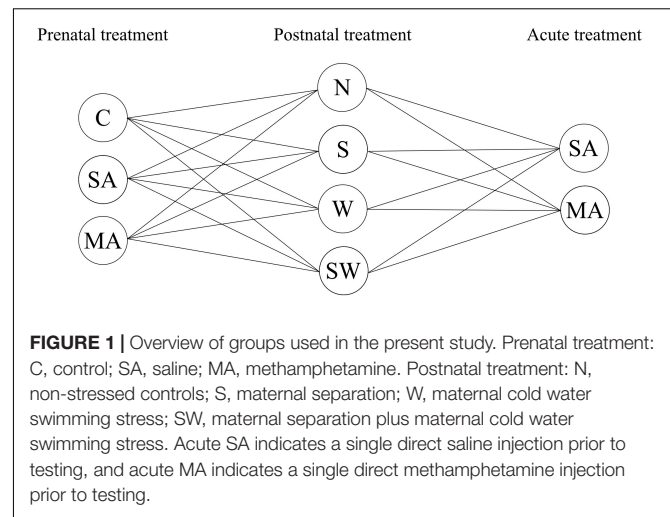 Prenatal treatment Postnatal treatment Acute treatment
N
C
S
SA
SA
W
MA
MA
SW
FIGURE 1 | Overview of groups used in the present study. Prenatal treatment:
C, control; SA, saline; MA, methamphetamine. Postnatal treatment: N,
non-stressed controls; S, maternal separation; W, maternal cold water
swimming stress; SW, maternal separation plus maternal cold water
swimming stress. Acute SA indicates a single direct saline injection prior to
testing, and acute MA indicates a single direct methamphetamine injection
prior to testing.